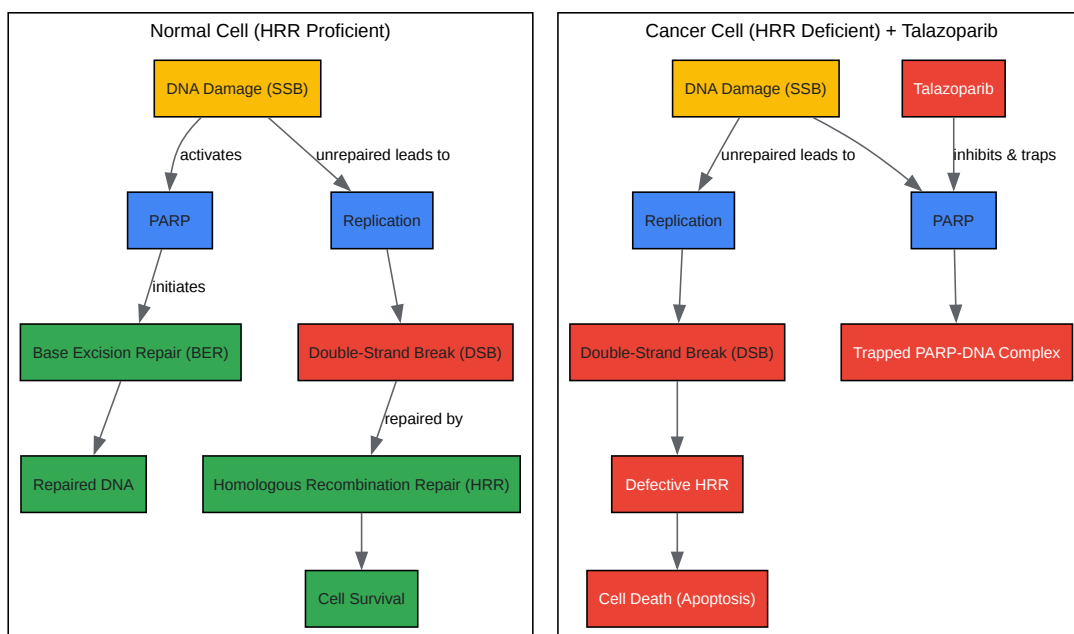 Normal Cell (HRR Proficient)
DNA Damage (SSB)
activates
unrepaired leads to
PARP
Replication
initiates
Base Excision Repair (BER)
Double-Strand Break (DSB)
repaired by
Repaired DNA
Homologous Recombination Repair (HRR)
Cell Survival
Cancer Cell (HRR Deficient) + Talazoparib
DNA Damage (SSB)
Talazoparib
unrepaired leads to
inhibits & traps
Replication
PARP
Double-Strand Break (DSB)
Trapped PARP-DNA Complex
Defective HRR
Cell Death (Apoptosis)